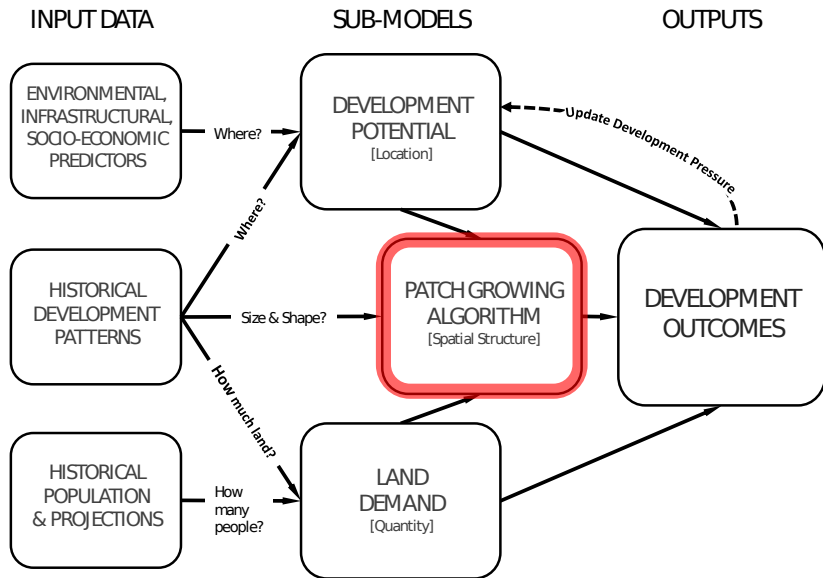 INPUT DATA
SUB-MODELS
OUTPUTS
ENVIRONMENTAL,
INFRASTRUCTURAL,
SOCIO-ECONOMIC
PREDICTORS
Where?
DEVELOPMENT
POTENTIAL
[Location]
Update Development Pressure
Where?
HISTORICAL
DEVELOPMENT
PATTERNS
Size & Shape?
PATCH GROWING
ALGORITHM
[Spatial Structure]
DEVELOPMENT
OUTCOMES
How much land?
HISTORICAL
POPULATION
& PROJECTIONS
How
many
people?
LAND
DEMAND
[Quantity]